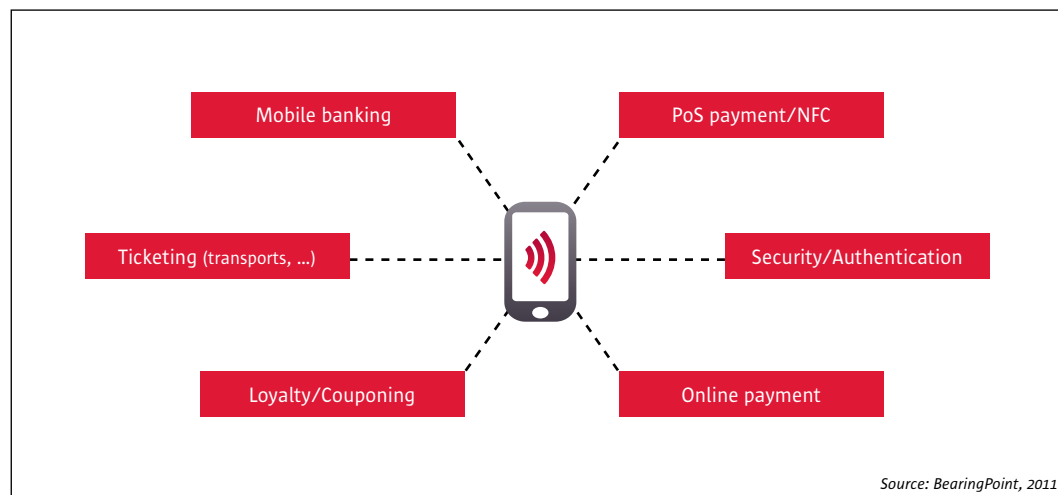 Mobile banking
PoS payment/NFC
Ticketing (transports, ...)
Security/Authentication
Loyalty/Couponing
Online payment
Source: BearingPoint, 2011